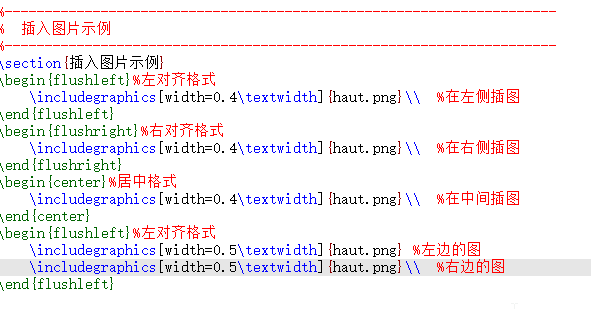 %---------------------------------------------------------------------
%  插入图片示例
%---------------------------------------------------------------------
\section{插入图片示例}
\begin{flushleft}%左对齐格式
    \includegraphics[width=0.4\textwidth]{haut.png}\\  %在左侧插图
\end{flushleft}
\begin{flushright}%右对齐格式
    \includegraphics[width=0.4\textwidth]{haut.png}\\  %在右侧插图
\end{flushright}
\begin{center}%居中格式
    \includegraphics[width=0.4\textwidth]{haut.png}\\  %在中间插图
\end{center}
\begin{flushleft}%左对齐格式
    \includegraphics[width=0.5\textwidth]{haut.png} %左边的图
    \includegraphics[width=0.5\textwidth]{haut.png}\\  %右边的图
\end{flushleft}